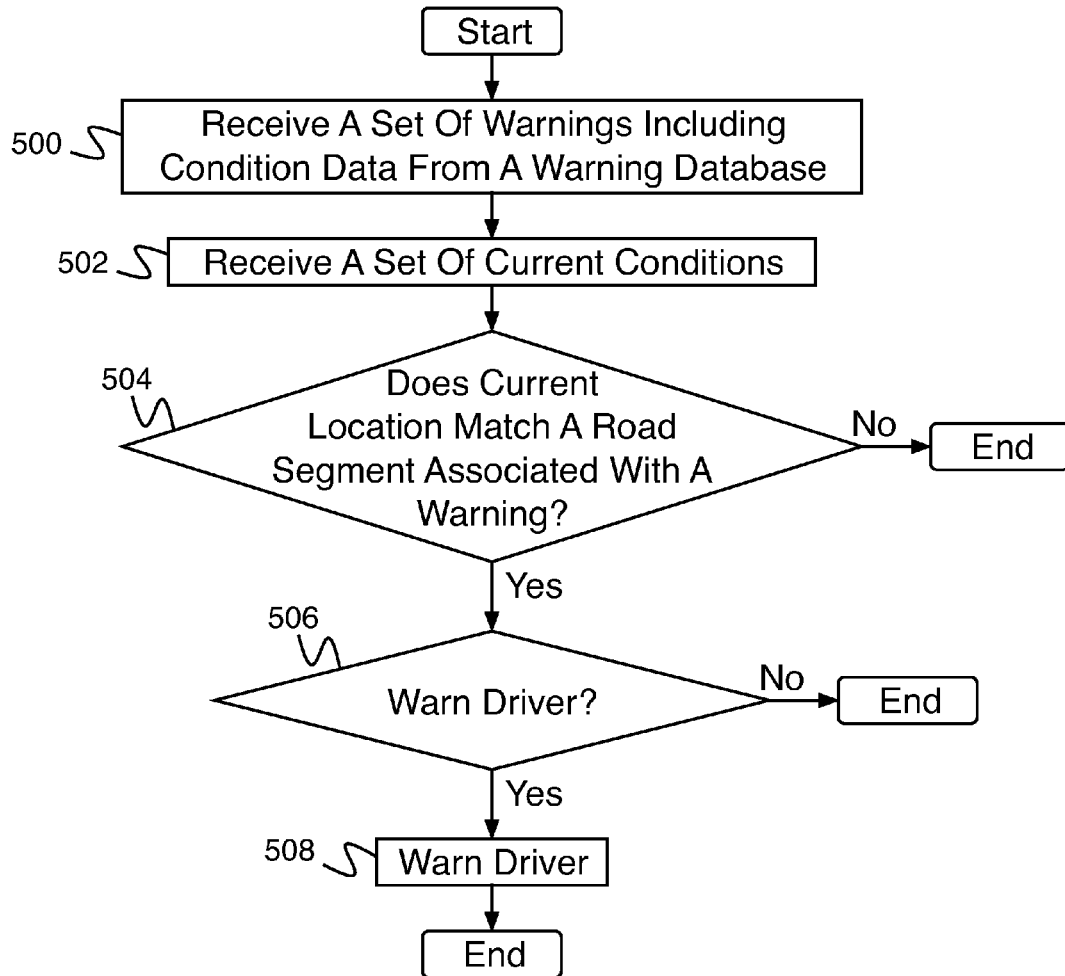 Start
500
Receive A Set Of Warnings Including
Condition Data From A Warning Database
502
Receive A Set Of Current Conditions
504
Does Current
Location Match A Road
Segment Associated With A
Warning?
No
End
Yes
506
Warn Driver?
No
End
Yes
508
Warn Driver
End